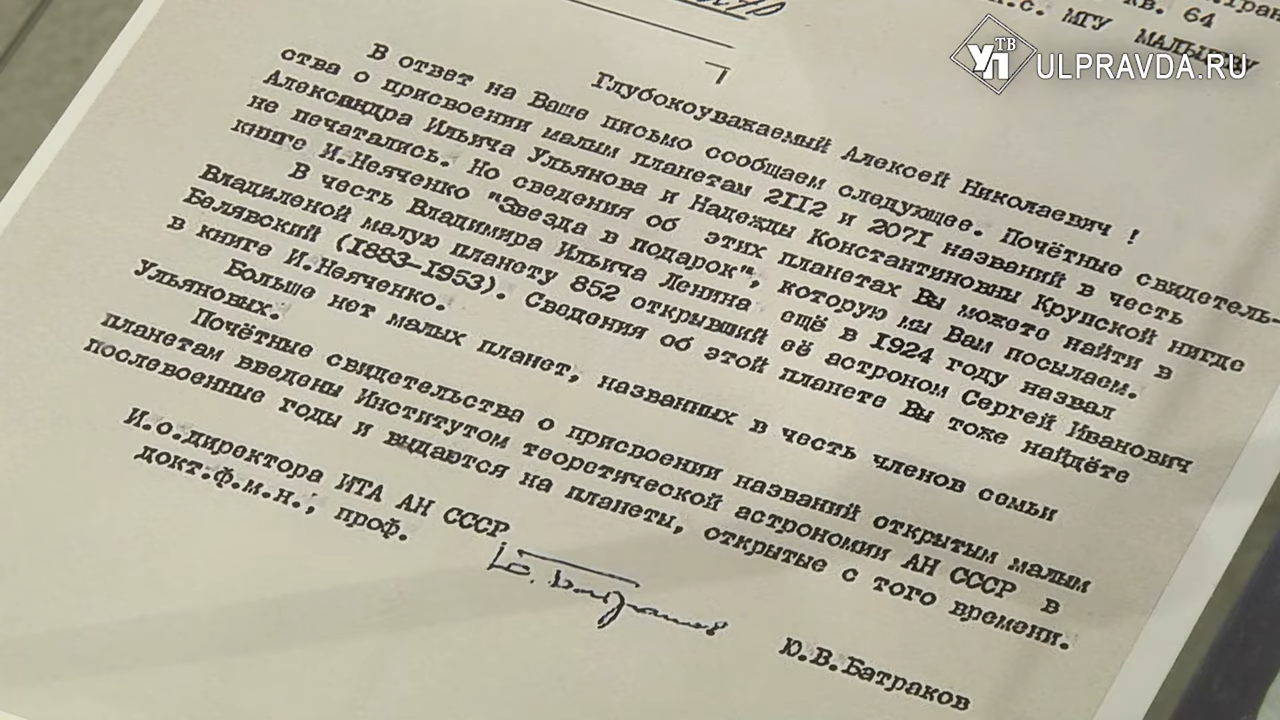 кв. 64
МГУ МАЛЫШЕВУ
УП ТВ ULPRAVDA.RU
Глубокоуважаемый Алексей Николаевич !
В ответ на Ваше письмо сообщаем следующее. Почётные свидетель-
ства о присвоении малым планетам 2112 и 2071 названий в честь
Александра Ильича Ульянова и Надежды Константиновны Крупской нигде
не печатались. Но сведения об этих планетах Вы можете найти в
книге И.Неяченко "Звезда в подарок", которую мы Вам посылаем.
В честь Владимира Ильича Ленина ещё в 1924 году назвал
Владиленой малую планету 852 открывший её астроном Сергей Иванович
Белявский (1883-1953). Сведения об этой планете Вы тоже найдёте
в книге И.Неяченко.
Больше нет малых планет, названных в честь членов семьи
Ульяновых.
Почётные свидетельства о присвоении названий открытым малым
планетам введены Институтом теоретической астрономии АН СССР в
послевоенные годы и выдаются на планеты, открытые с того времени.
И.о.директора ИТА АН СССР
докт.ф.м.н., проф.
Ю.В.Батраков